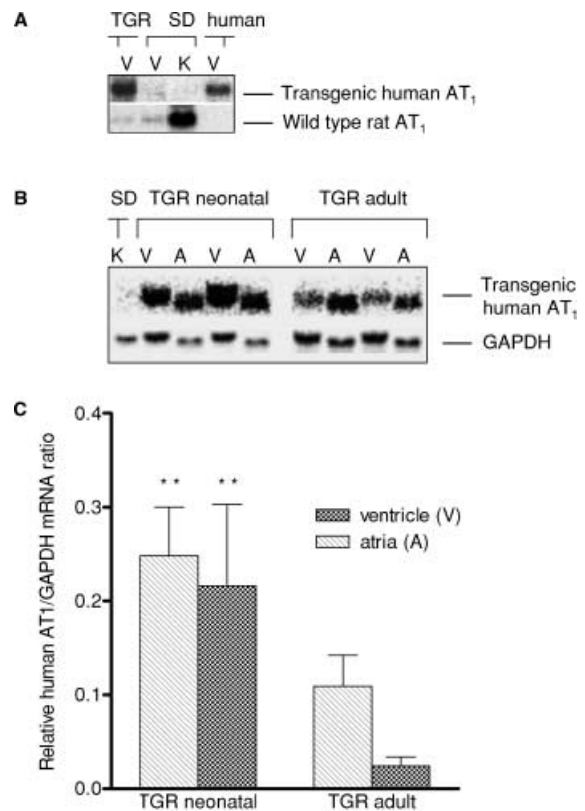 A
TGR SD human
V V K V
Transgenic human AT1
Wild type rat AT1
B
SD TGR neonatal TGR adult
K V A V A V A V A
Transgenic
human AT1
GAPDH
C
Relative human AT1/GAPDH mRNA ratio
0.4
0.3
0.2
0.1
0.0
* * * *
ventricle (V)
atria (A)
TGR neonatal TGR adult